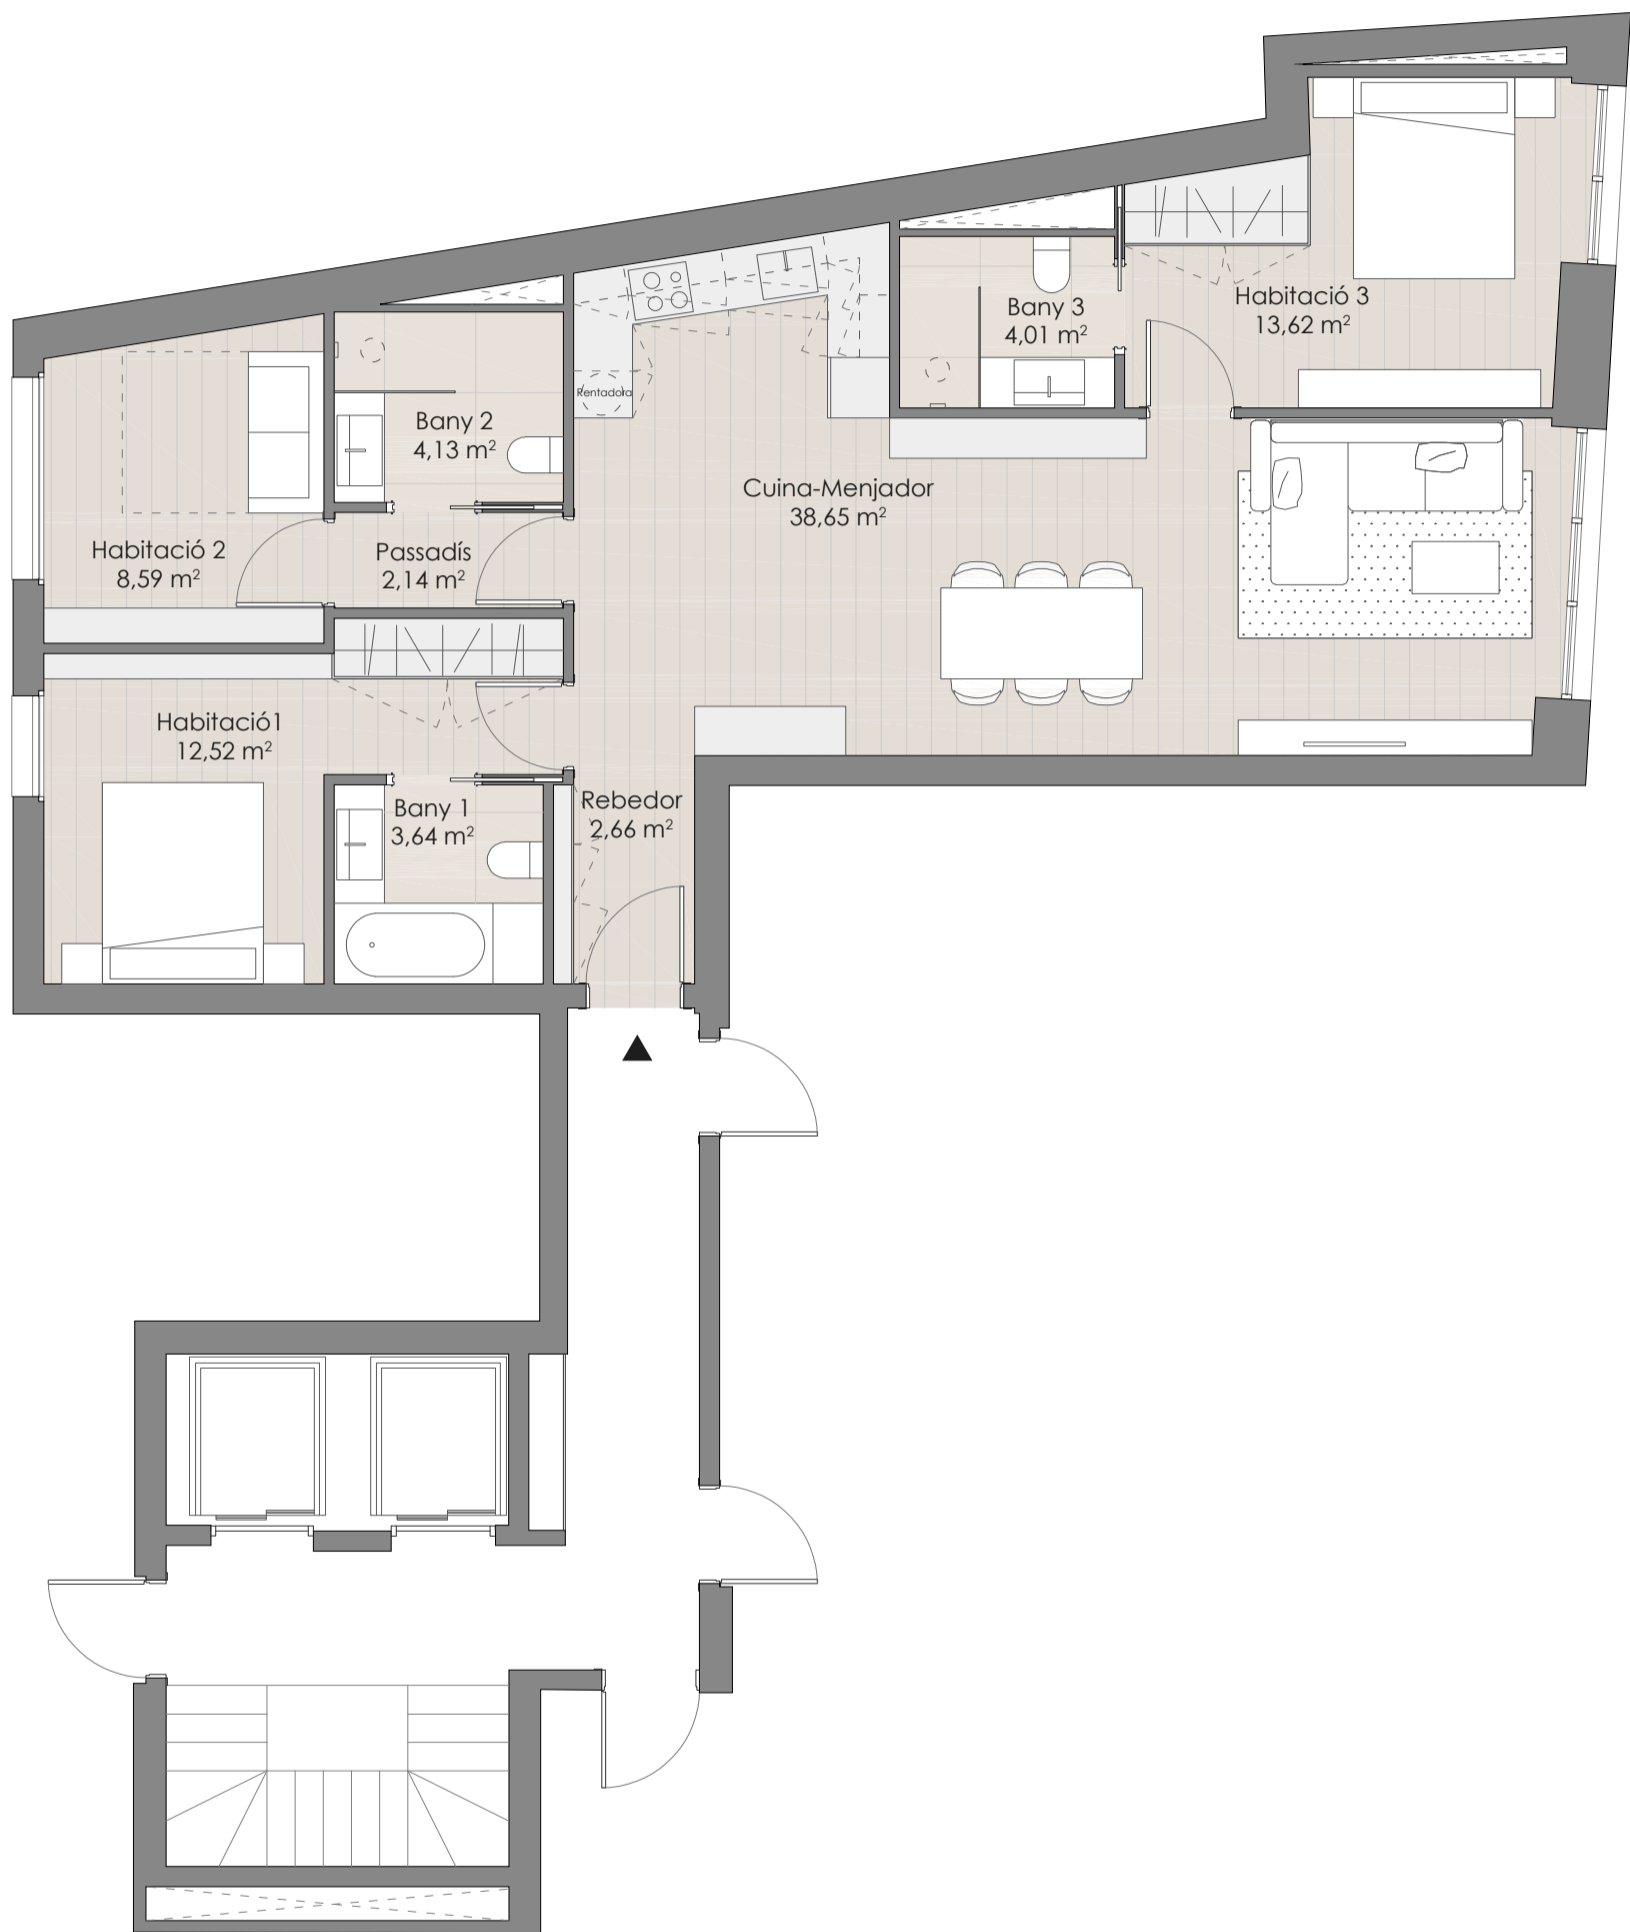 Habitació 3
13,62 m²
Bany 3
4,01 m²
Rentadora
Bany 2
4,13 m²
Cuina-Menjador
38,65 m²
Habitació 2
8,59 m²
Passadís
2,14 m²
Habitació1
12,52 m²
Bany 1
3,64 m²
Rebedor
2,66 m²